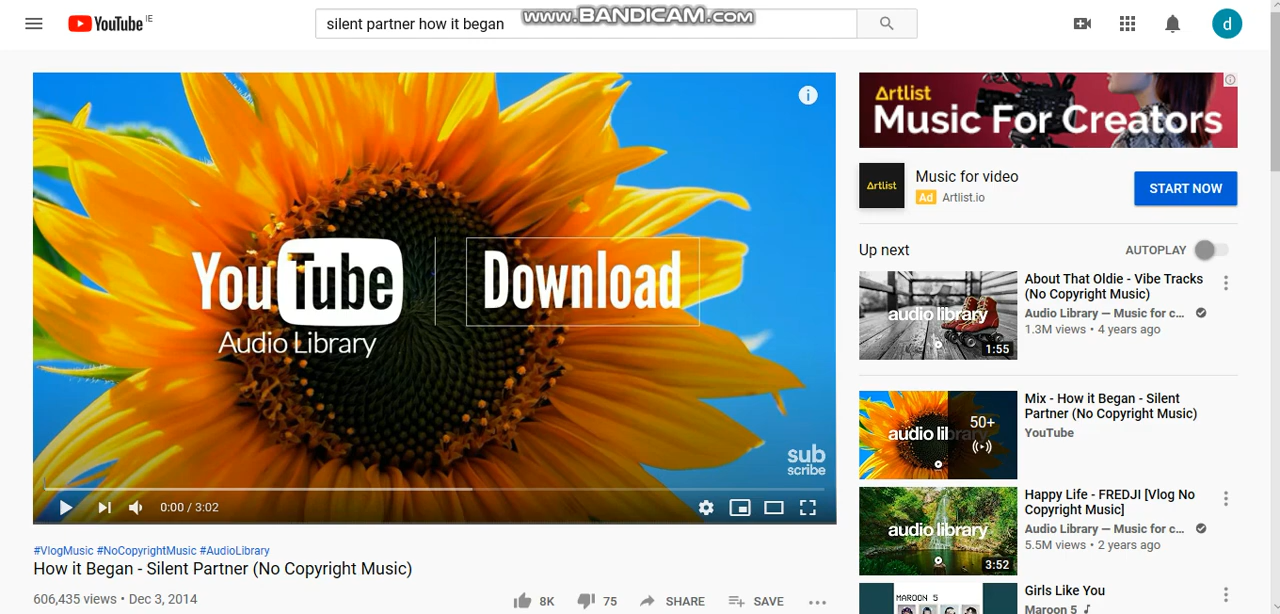 YouTube IE
silent partner how it began
www.BANDICAM.com
d
YouTube
Audio Library
Download
sub
scribe
0:00 / 3:02
#VlogMusic #NoCopyrightMusic #AudioLibrary
How it Began - Silent Partner (No Copyright Music)
606,435 views • Dec 3, 2014
8K
75
SHARE
SAVE
Artlist
Music For Creators
Artlist
Music for video
Ad Artlist.io
START NOW
Up next
AUTOPLAY
audio library
1:55
About That Oldie - Vibe Tracks
(No Copyright Music)
Audio Library — Music for c...
1.3M views • 4 years ago
audio library
50+
Mix - How it Began - Silent
Partner (No Copyright Music)
YouTube
audio library
3:52
Happy Life - FREDJI [Vlog No
Copyright Music]
Audio Library — Music for c...
5.5M views • 2 years ago
MAROON 5
Girls Like You
Maroon 5